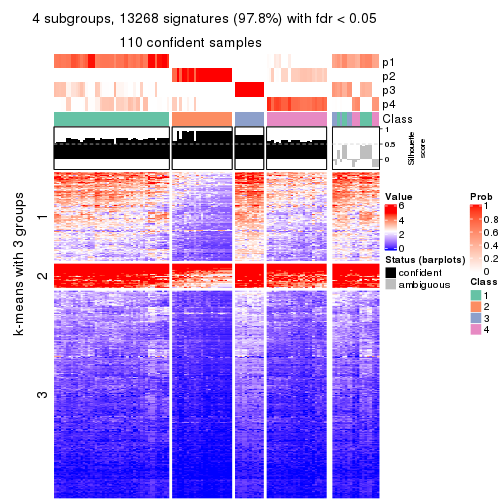 4 subgroups, 13268 signatures (97.8%) with fdr < 0.05
110 confident samples
p1
p2
p3
p4
Class
1
0.5
0
Silhouette
score
k-means with 3 groups
1
2
3
Value
6
4
2
0
Status (barplots)
confident
ambiguous
Prob
1
0.8
0.6
0.4
0.2
0
Class
1
2
3
4